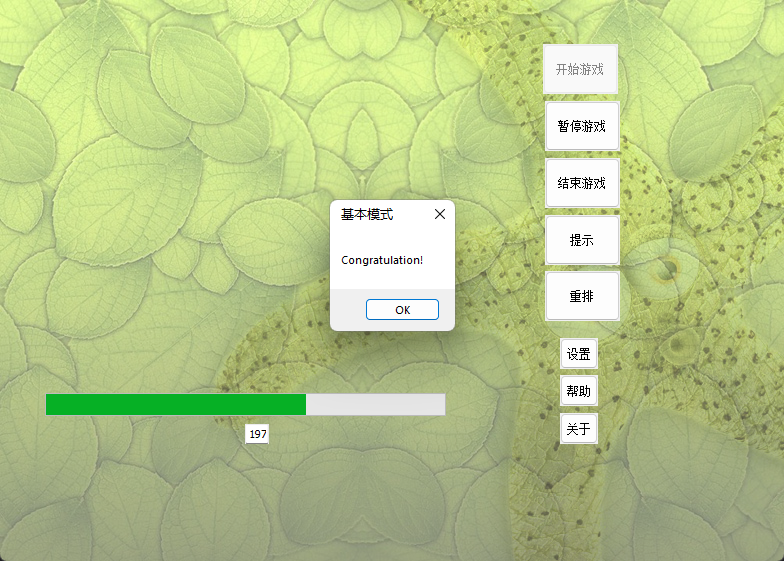 开始游戏
暂停游戏
结束游戏
基本模式
Congratulation!
OK
提示
重排
设置
帮助
关于
197